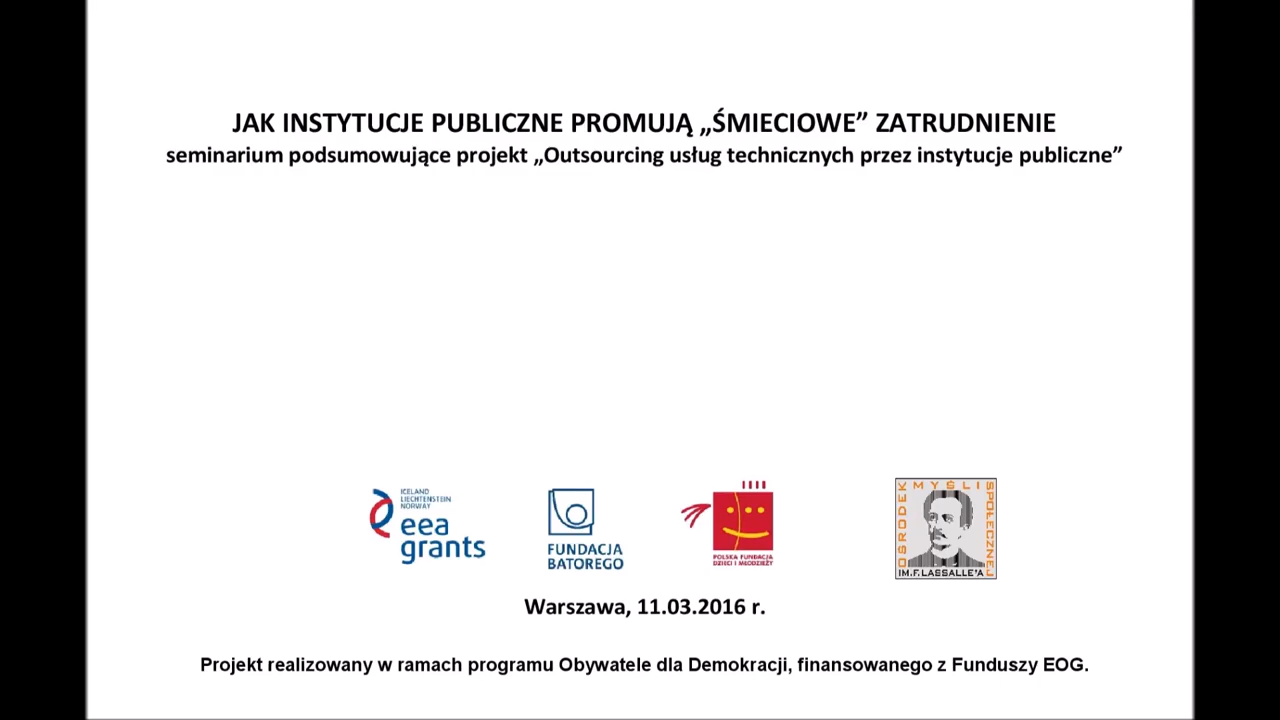 JAK INSTYTUCJE PUBLICZNE PROMUJĄ „ŚMIECIOWE” ZATRUDNIENIE
seminarium podsumowujące projekt „Outsourcing usług technicznych przez instytucje publiczne”
ICELAND
LIECHTENSTEIN
NORWAY
eea
grants
FUNDACJA
BATOREGO
POLSKA FUNDACJA
DZIECI I MŁODZIEŻY
OŚRODEK
MYŚLI
SPOŁECZNEJ
IM.F.LASSALLE'A
Warszawa, 11.03.2016 r.
Projekt realizowany w ramach programu Obywatele dla Demokracji, finansowanego z Funduszy EOG.